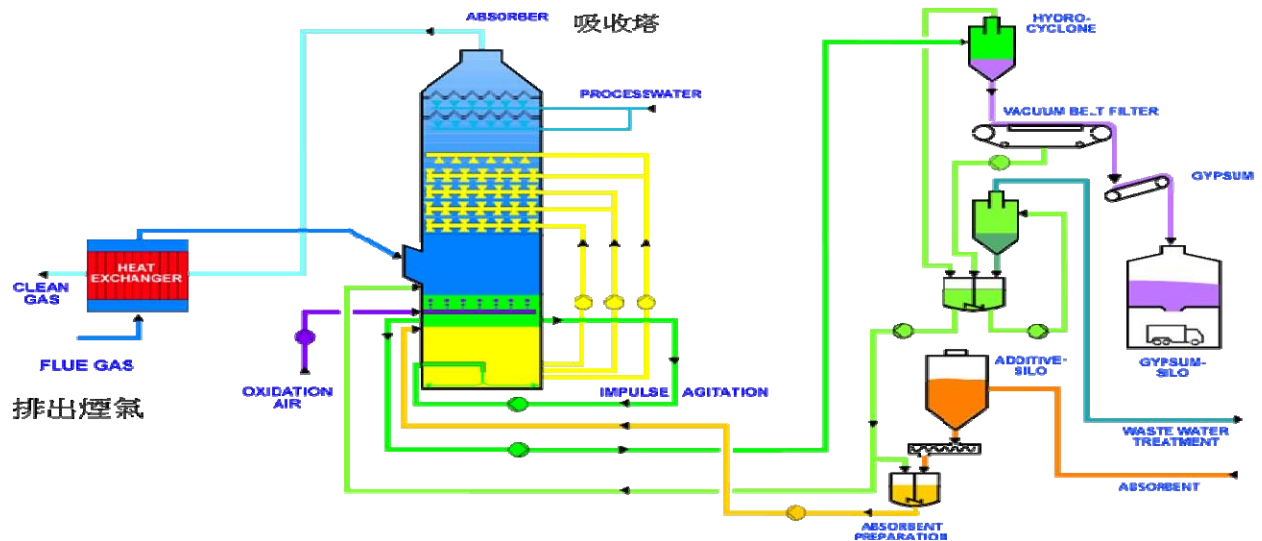 ABSORBER
吸收塔
HYDRO-
CYCLONE
PROCESSWATER
VACUUM BELT FILTER
GYPSUM
HEAT
EXCHANGER
CLEAN
GAS
FLUE GAS
排出煙氣
OXIDATION
AIR
IMPULSE AGITATION
ADDITIVE-
SILO
GYPSUM-
SILO
WASTE WATER
TREATMENT
ABSORBENT
ABSORBENT
PREPARATION